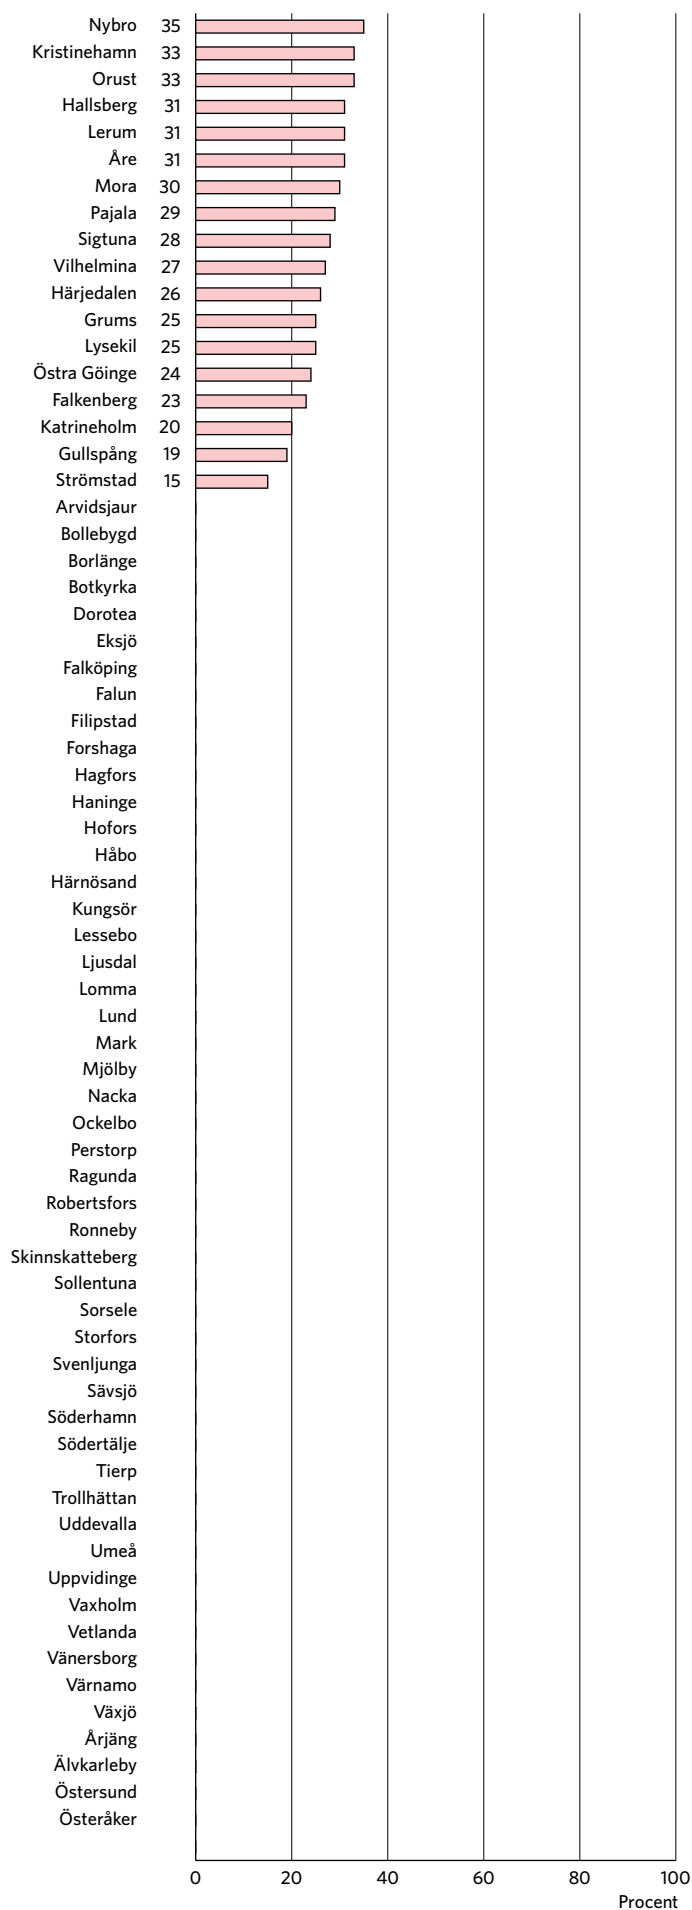 Nybro 35
Kristinehamn 33
Orust 33
Hallsberg 31
Lerum 31
Åre 31
Mora 30
Pajala 29
Sigtuna 28
Vilhelmina 27
Härjedalen 26
Grums 25
Lysekil 25
Östra Göinge 24
Falkenberg 23
Katrineholm 20
Gullspång 19
Strömstad 15
Arvidsjaur
Bollebygd
Borlänge
Botkyrka
Dorotea
Eksjö
Falköping
Falun
Filipstad
Forshaga
Hagfors
Haninge
Hofors
Håbo
Härnösand
Kungsör
Lessebo
Ljusdal
Lomma
Lund
Mark
Mjölby
Nacka
Ockelbo
Perstorp
Ragunda
Robertsfors
Ronneby
Skinnskatteberg
Sollentuna
Sorsele
Storfors
Svenljunga
Sävsjö
Söderhamn
Södertälje
Tierp
Trollhättan
Uddevalla
Umeå
Uppvidinge
Vaxholm
Vetlanda
Vänersborg
Värnamo
Växjö
Årjäng
Älvkarleby
Östersund
Österåker
0 20 40 60 80 100
Procent